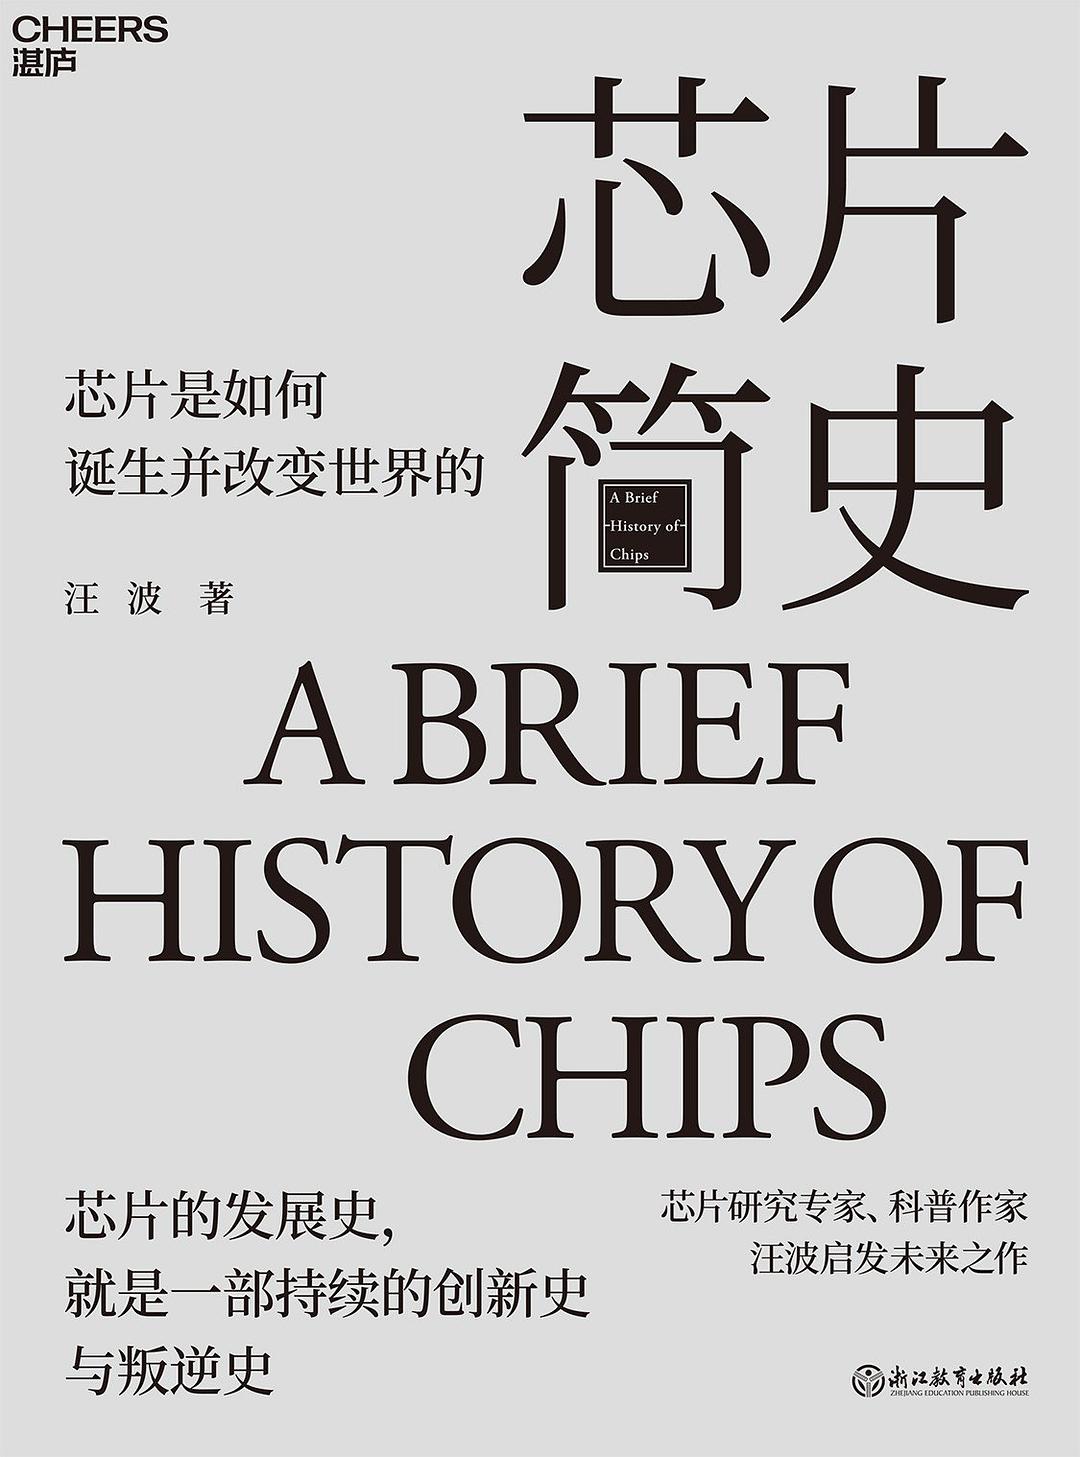 CHEERS
湛庐
芯片
简史
A Brief
History of
Chips
芯片是如何
诞生并改变世界的
汪 波 著
A BRIEF
HISTORY OF
CHIPS
芯片的发展史，
就是一部持续的创新史
与叛逆史
芯片研究专家、科普作家
汪波启发未来之作
浙江教育出版社
ZHEJIANG EDUCATION PUBLISHING HOUSE